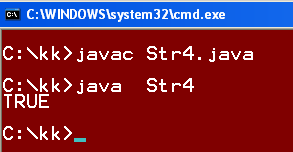 C:\WINDOWS\system32\cmd.exe
C:\kk>javac Str4.java
C:\kk>java  Str4
TRUE
C:\kk>_